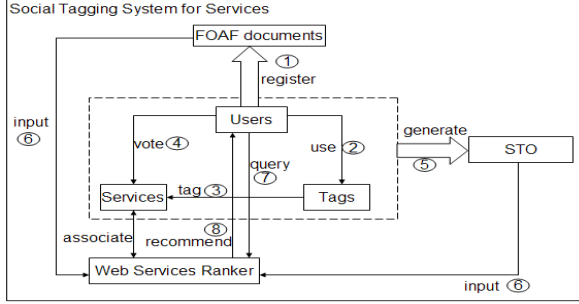 Social Tagging System for Services
FOAF documents
①
register
Users
input
⑥
generate
vote ④
use ②
STO
query
⑤
⑦
Services
tag ③
Tags
⑧
associate
recommend
Web Services Ranker
input ⑥